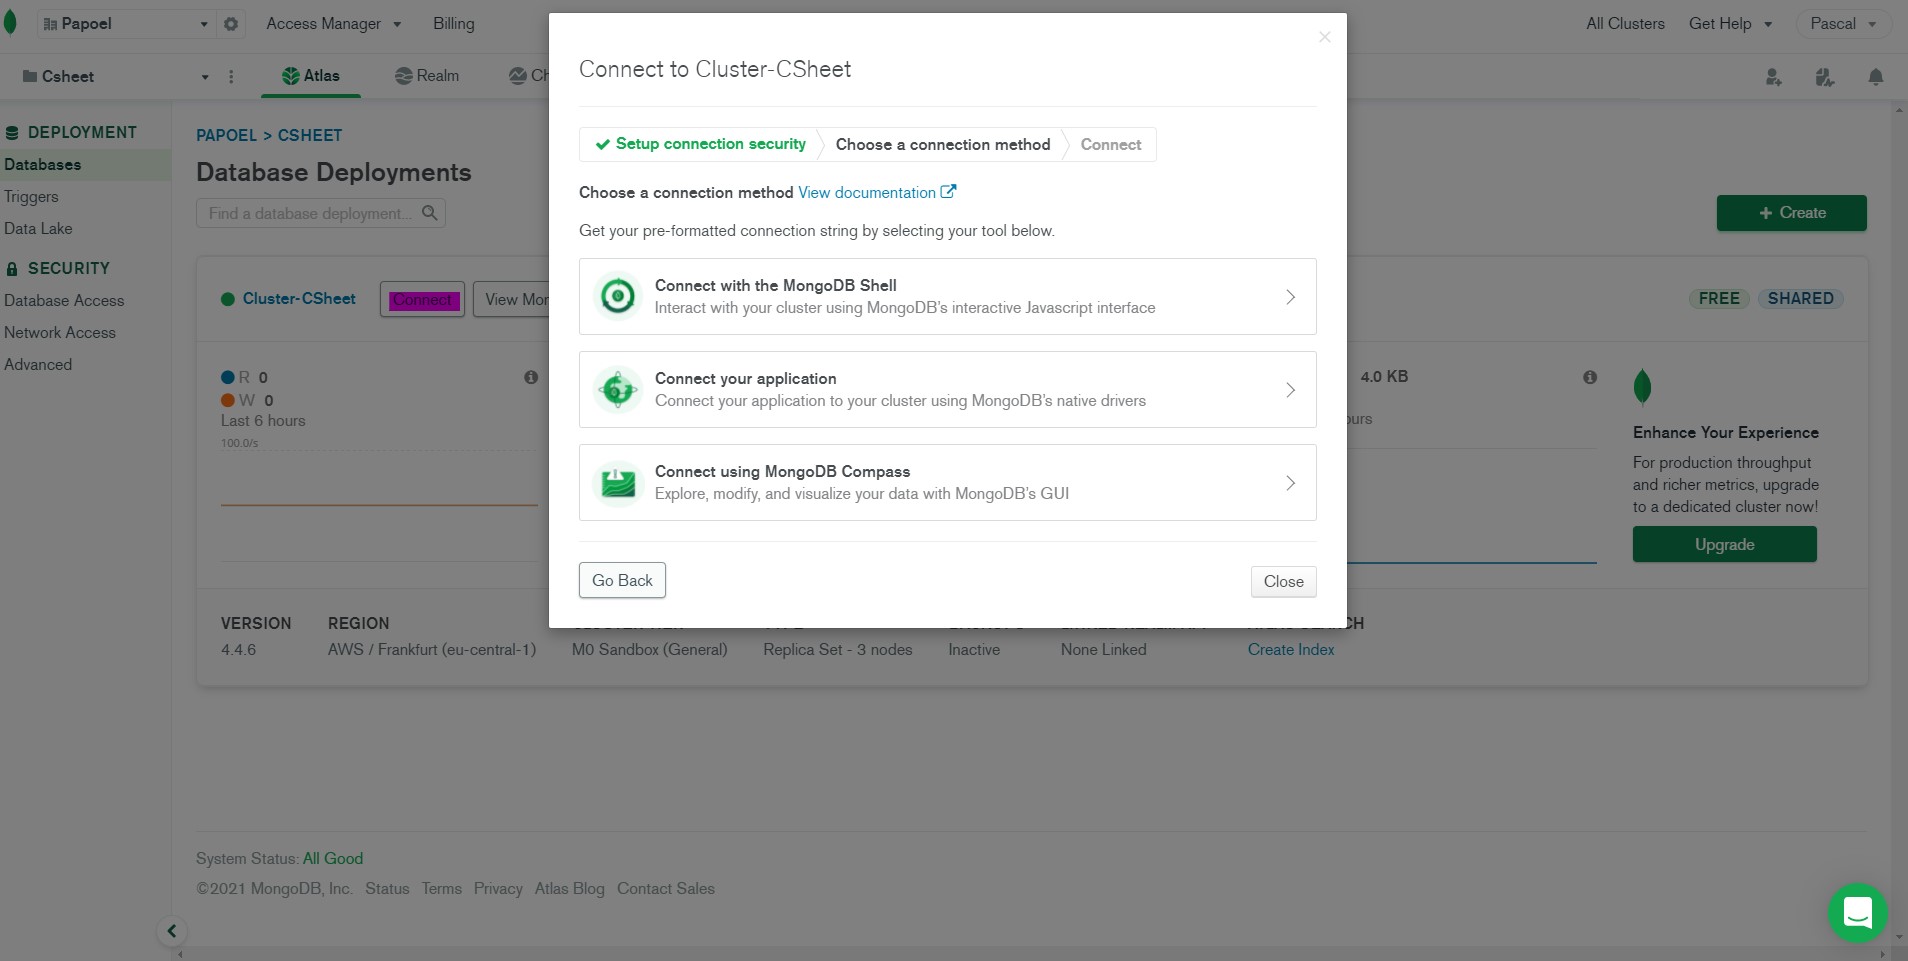 Papoel
Access Manager
Billing
All Clusters
Get Help
Pascal
Csheet
Atlas
Realm
Ch
DEPLOYMENT
Databases
Triggers
Data Lake
SECURITY
Database Access
Network Access
Advanced
PAPOEL > CSHEET
Database Deployments
Find a database deployment...
+ Create
Cluster-CSheet
Connect
View Mon
FREE
SHARED
R 0
W 0
Last 6 hours
100.0/s
4.0 KB
ours
Enhance Your Experience
For production throughput
and richer metrics, upgrade
to a dedicated cluster now!
Upgrade
VERSION
4.4.6
REGION
AWS / Frankfurt (eu-central-1)
M0 Sandbox (General)
Replica Set - 3 nodes
Inactive
None Linked
CH
Create Index
Connect to Cluster-CSheet
Setup connection security
Choose a connection method
Connect
Choose a connection method View documentation
Get your pre-formatted connection string by selecting your tool below.
Connect with the MongoDB Shell
Interact with your cluster using MongoDB's interactive Javascript interface
Connect your application
Connect your application to your cluster using MongoDB's native drivers
Connect using MongoDB Compass
Explore, modify, and visualize your data with MongoDB's GUI
Go Back
Close
System Status: All Good
©2021 MongoDB, Inc. Status Terms Privacy Atlas Blog Contact Sales